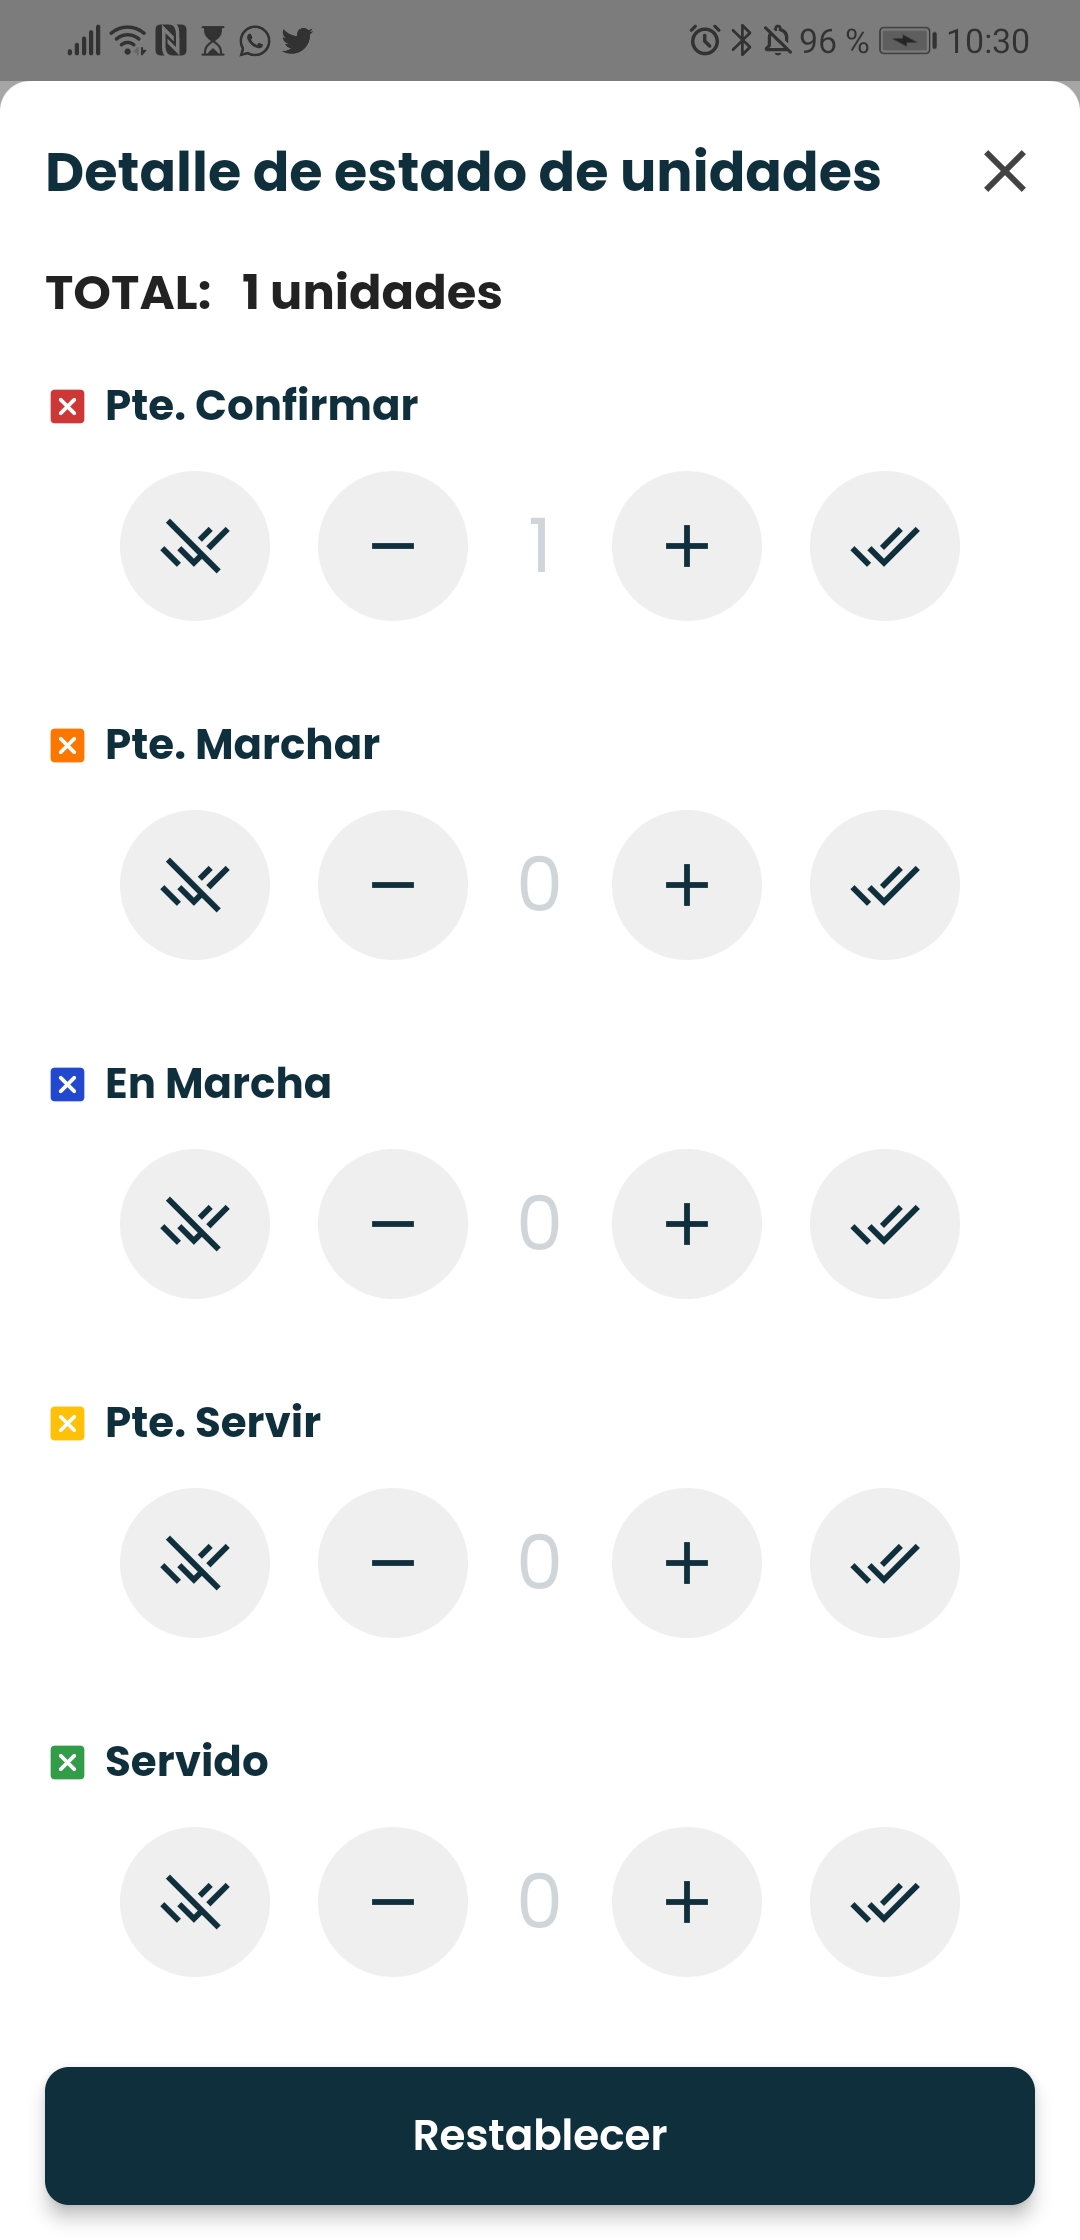 96 % 10:30
Detalle de estado de unidades
TOTAL: 1 unidades
Pte. Confirmar
1
Pte. Marchar
0
En Marcha
0
Pte. Servir
0
Servido
0
Restablecer